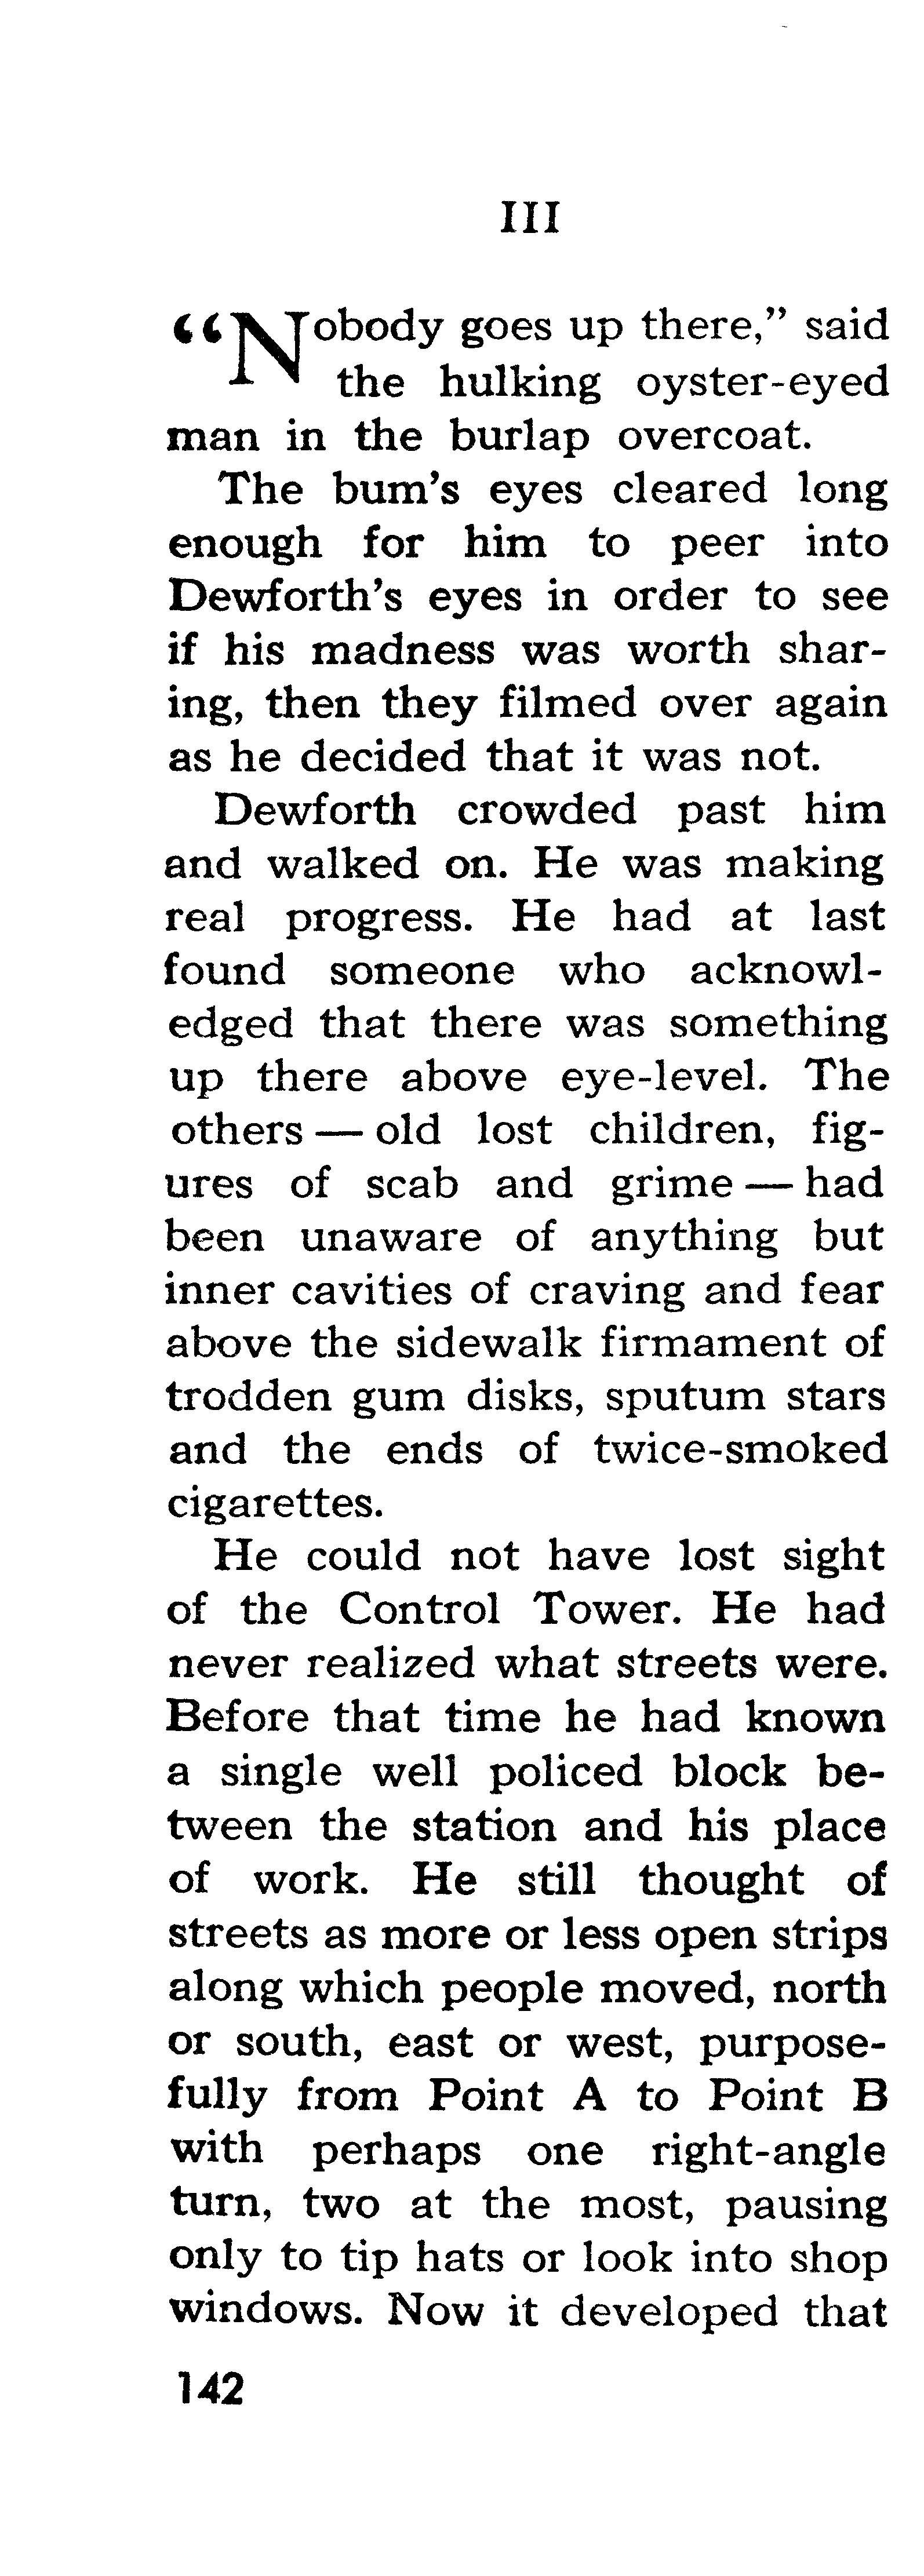 III
“Nobody goes up there,” said
the hulking oyster-eyed
man in the burlap overcoat.
The bum’s eyes cleared long
enough for him to peer into
Dewforth’s eyes in order to see
if his madness was worth shar-
ing, then they filmed over again
as he decided that it was not.
Dewforth crowded past him
and walked on. He was making
real progress. He had at last
found someone who acknowl-
edged that there was something
up there above eye-level. The
others — old lost children, fig-
ures of scab and grime — had
been unaware of anything but
inner cavities of craving and fear
above the sidewalk firmament of
trodden gum disks, sputum stars
and the ends of twice-smoked
cigarettes.
He could not have lost sight
of the Control Tower. He had
never realized what streets were.
Before that time he had known
a single well policed block be-
tween the station and his place
of work. He still thought of
streets as more or less open strips
along which people moved, north
or south, east or west, purpose-
fully from Point A to Point B
with perhaps one right-angle
turn, two at the most, pausing
only to tip hats or look into shop
windows. Now it developed that
142